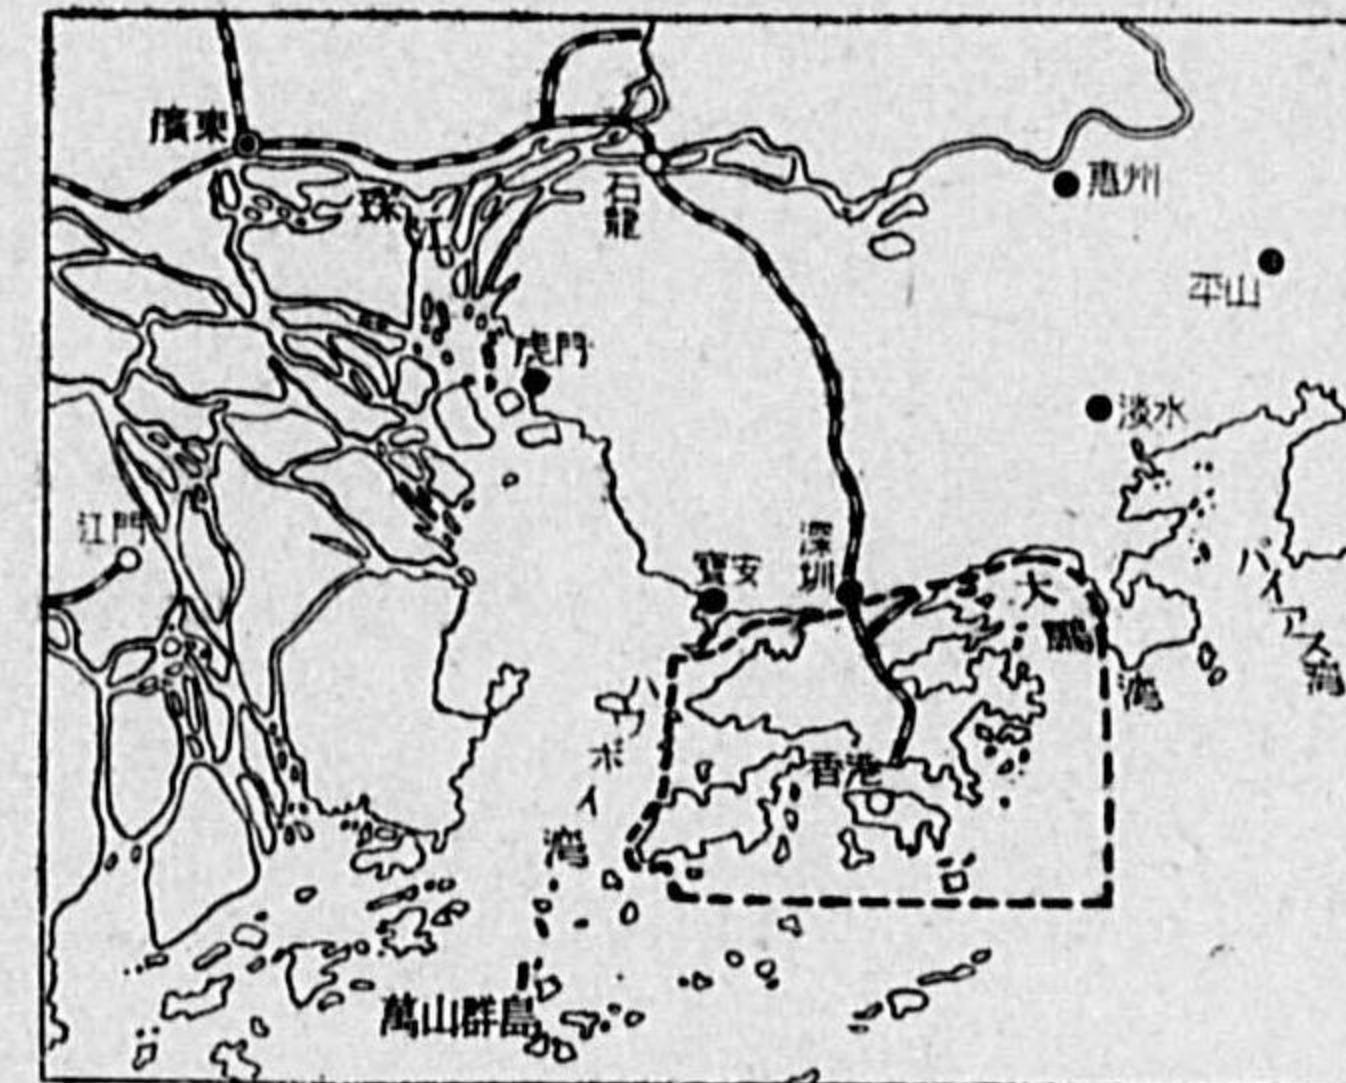 廣東
珠江
石龍
惠州
平山
虎門
淡水
江門
深圳
寶安
大鵬灣
バイアス灣
ハウボイ灣
香港
萬山群島